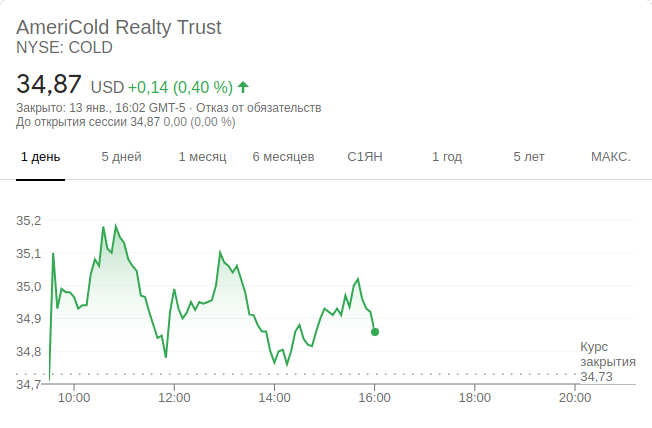 AmeriCold Realty Trust
NYSE: COLD
34,87 USD +0,14 (0,40 %)
Закрыто: 13 янв., 16:02 GMT-5 · Отказ от обязательств
До открытия сессии 34,87 0,00 (0,00 %)
1 день 5 дней 1 месяц 6 месяцев С1ЯН 1 год 5 лет МАКС.
35,2
35,1
35,0
34,9
34,8
34,7
Курс
закрытия
34,73
10:00 12:00 14:00 16:00 18:00 20:00